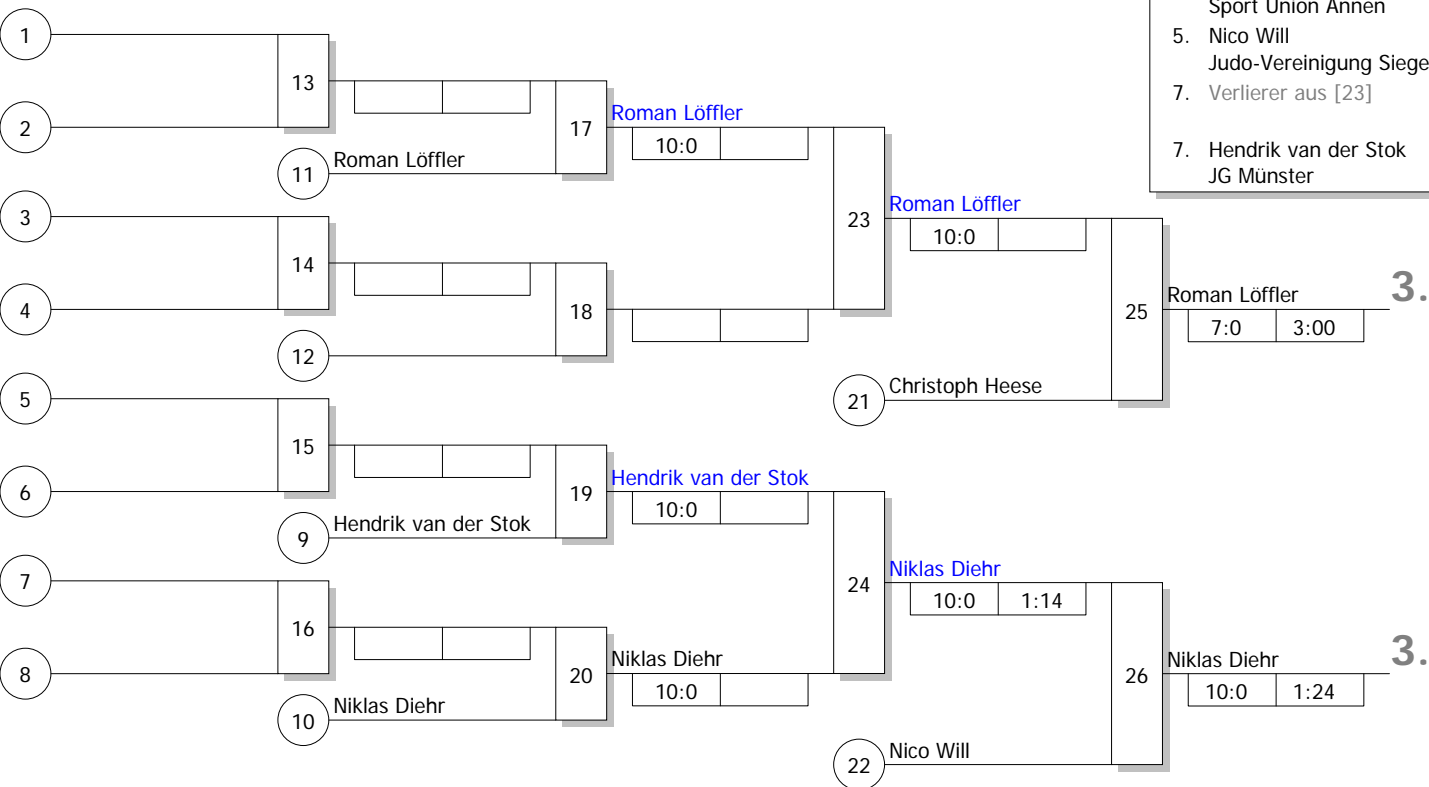 Sport Union Annen
5. Nico Will
Judo-Vereinigung Siege
7. Verlierer aus [23]
7. Hendrik van der Stok
JG Münster
1
13
2
17
Roman Löffler
10:0
11
Roman Löffler
3
23
Roman Löffler
10:0
14
4
18
25
Roman Löffler
3.
7:0 3:00
12
21
Christoph Heese
5
15
6
19
Hendrik van der Stok
10:0
9
Hendrik van der Stok
7
24
Niklas Diehr
10:0 1:14
16
8
20
Niklas Diehr
10:0
26
Niklas Diehr
3.
10:0 1:24
10
Niklas Diehr
22
Nico Will